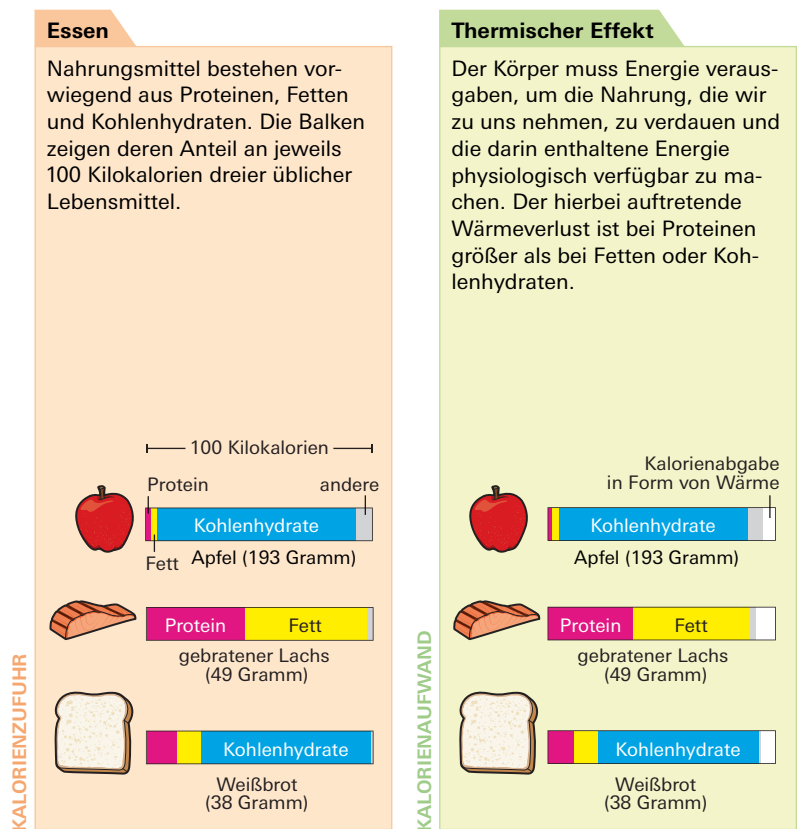 Essen
Nahrungsmittel bestehen vor-
wiegend aus Proteinen, Fetten
und Kohlenhydraten. Die Balken
zeigen deren Anteil an jeweils
100 Kilokalorien dreier üblicher
Lebensmittel.
100 Kilokalorien
Protein
andere
Kohlenhydrate
Fett
Apfel (193 Gramm)
Protein
Fett
gebratener Lachs
(49 Gramm)
Kohlenhydrate
Weißbrot
(38 Gramm)
KALORIENZUFUHR
Thermischer Effekt
Der Körper muss Energie veraus-
gaben, um die Nahrung, die wir
zu uns nehmen, zu verdauen und
die darin enthaltene Energie
physiologisch verfügbar zu ma-
chen. Der hierbei auftretende
Wärmeverlust ist bei Proteinen
größer als bei Fetten oder Koh-
lenhydraten.
Kalorienabgabe
in Form von Wärme
Kohlenhydrate
Apfel (193 Gramm)
Protein
Fett
gebratener Lachs
(49 Gramm)
Kohlenhydrate
Weißbrot
(38 Gramm)
KALORIENAUFWAND